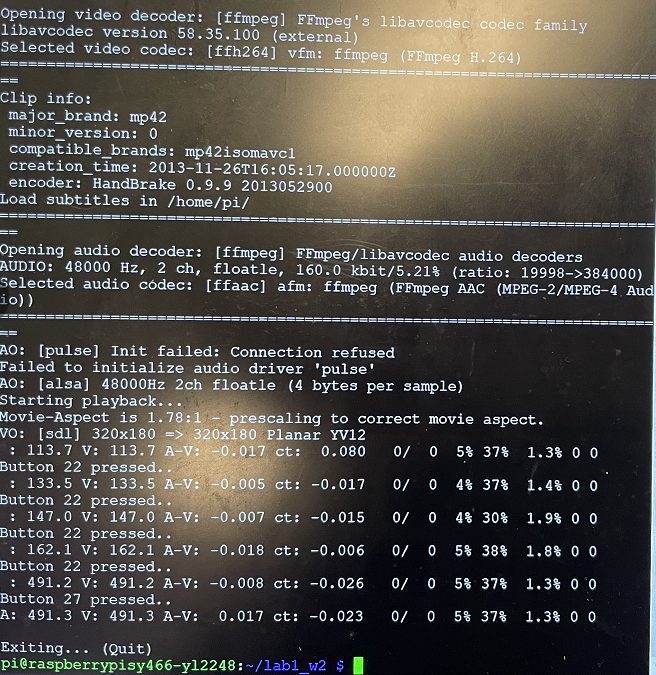 Opening video decoder: [ffmpeg] FFmpeg's libavcodec codec family
libavcodec version 58.35.100 (external)
Selected video codec: [ffh264] vfm: ffmpeg (FFmpeg H.264)
==========================================================================
==
Clip info:
 major_brand: mp42
 minor_version: 0
 compatible_brands: mp42isomavc1
 creation_time: 2013-11-26T16:05:17.000000Z
 encoder: HandBrake 0.9.9 2013052900
Load subtitles in /home/pi/
==========================================================================
==
Opening audio decoder: [ffmpeg] FFmpeg/libavcodec audio decoders
AUDIO: 48000 Hz, 2 ch, floatle, 160.0 kbit/5.21% (ratio: 19998->384000)
Selected audio codec: [ffaac] afm: ffmpeg (FFmpeg AAC (MPEG-2/MPEG-4 Aud
io))
==========================================================================
==
AO: [pulse] Init failed: Connection refused
Failed to initialize audio driver 'pulse'
AO: [alsa] 48000Hz 2ch floatle (4 bytes per sample)
Starting playback...
Movie-Aspect is 1.78:1 - prescaling to correct movie aspect.
VO: [sdl] 320x180 => 320x180 Planar YV12
 : 113.7 V: 113.7 A-V: -0.017 ct:  0.080   0/  0  5% 37%  1.3% 0 0
Button 22 pressed..
 : 133.5 V: 133.5 A-V: -0.005 ct: -0.017   0/  0  4% 37%  1.4% 0 0
Button 22 pressed..
 : 147.0 V: 147.0 A-V: -0.007 ct: -0.015   0/  0  4% 30%  1.9% 0 0
Button 22 pressed..
 : 162.1 V: 162.1 A-V: -0.018 ct: -0.006   0/  0  5% 38%  1.8% 0 0
Button 22 pressed..
 : 491.2 V: 491.2 A-V: -0.008 ct: -0.026   0/  0  5% 37%  1.3% 0 0
Button 27 pressed..
A: 491.3 V: 491.3 A-V:  0.017 ct: -0.023   0/  0  5% 37%  1.3% 0 0
Exiting... (Quit)
pi@raspberrypisy466-yl2248:~/lab1_w2 $